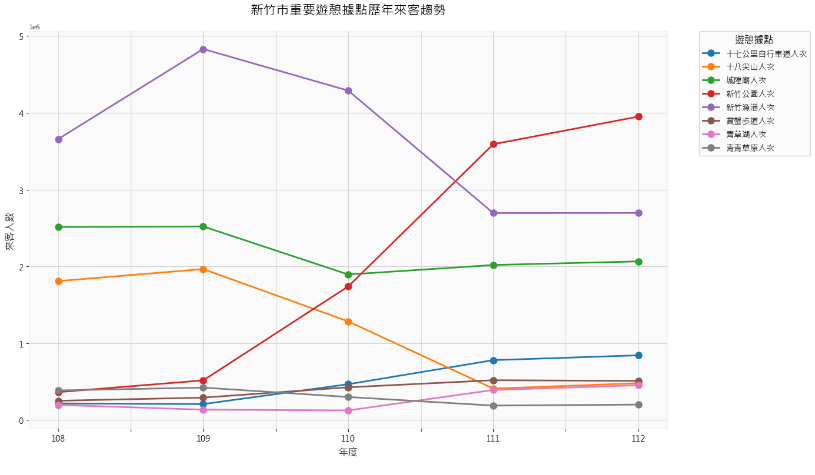 新竹市重要遊憩據點歷年來客趨勢
1e6
5
4
3
2
1
0
來客人數
108
109
110
111
112
年度
遊憩據點
十七公里自行車道人次
十八尖山人次
城隍廟人次
新竹公園人次
新竹漁港人次
賞蟹步道人次
青草湖人次
青青草原人次